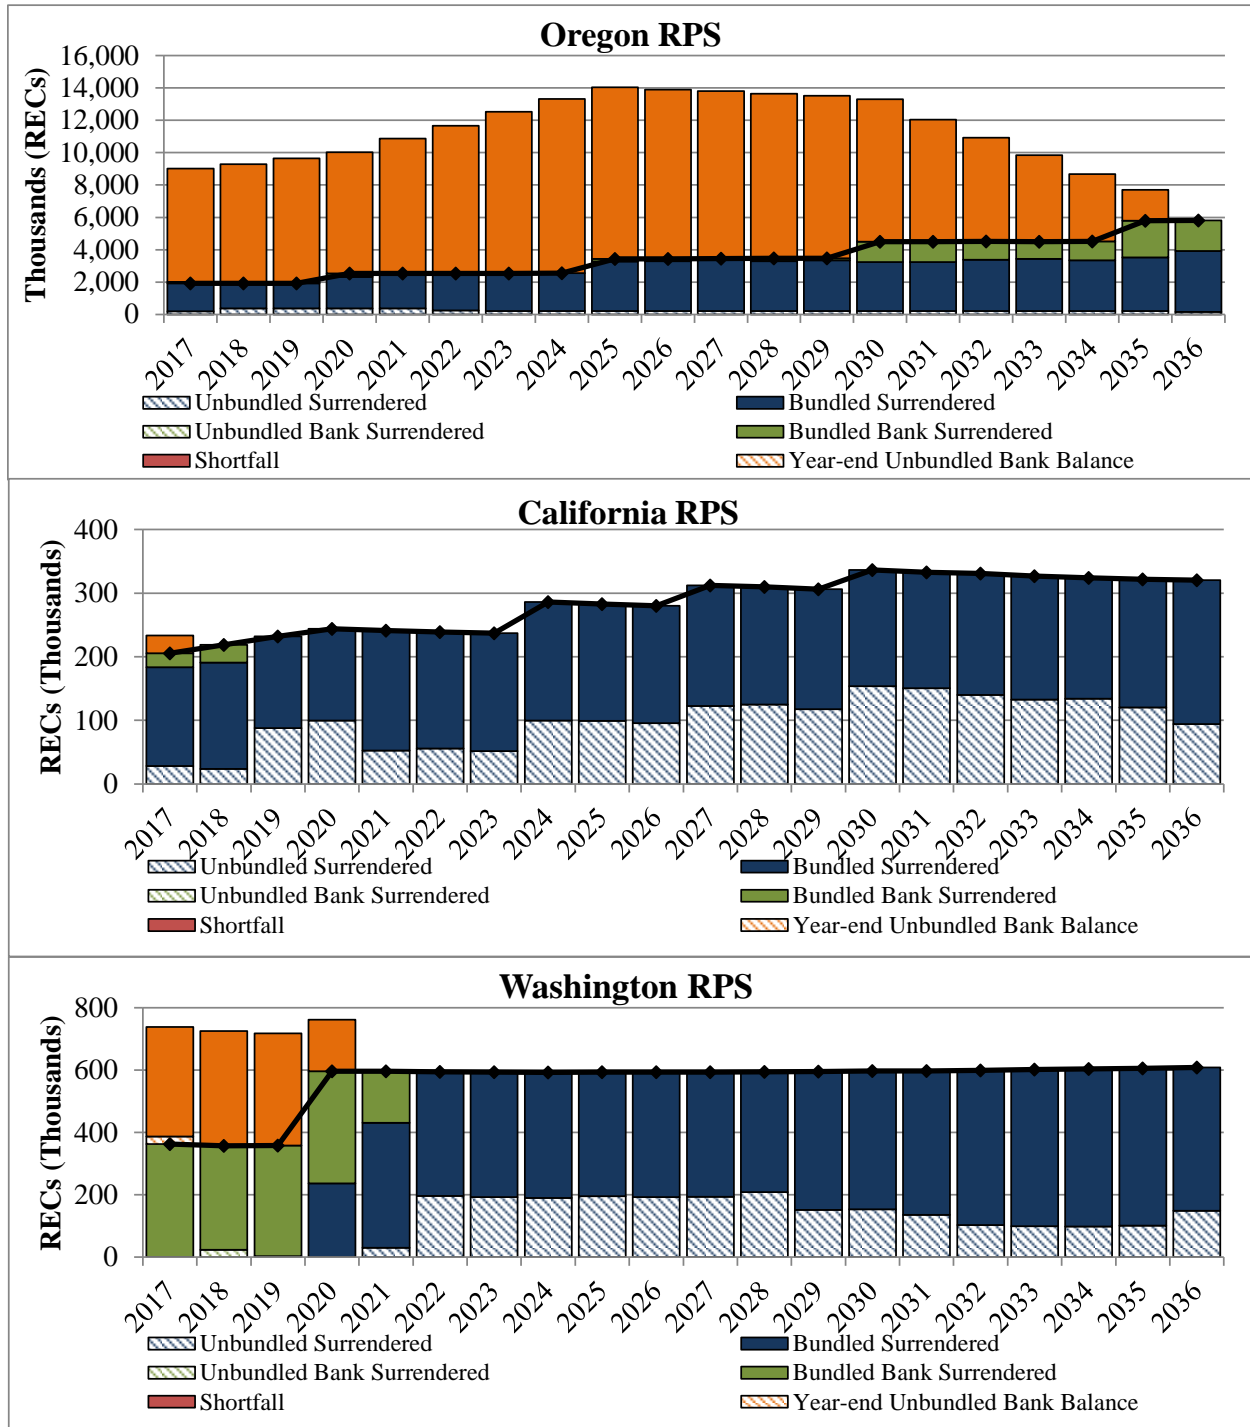 Oregon RPS
Thousands (RECs)
16,000
14,000
12,000
10,000
8,000
6,000
4,000
2,000
0
2017 2018 2019 2020 2021 2022 2023 2024 2025 2026 2027 2028 2029 2030 2031 2032 2033 2034 2035 2036
Unbundled Surrendered Bundled Surrendered
Unbundled Bank Surrendered Bundled Bank Surrendered
Shortfall Year-end Unbundled Bank Balance
California RPS
RECs (Thousands)
400
300
200
100
0
2017 2018 2019 2020 2021 2022 2023 2024 2025 2026 2027 2028 2029 2030 2031 2032 2033 2034 2035 2036
Unbundled Surrendered Bundled Surrendered
Unbundled Bank Surrendered Bundled Bank Surrendered
Shortfall Year-end Unbundled Bank Balance
Washington RPS
RECs (Thousands)
800
600
400
200
0
2017 2018 2019 2020 2021 2022 2023 2024 2025 2026 2027 2028 2029 2030 2031 2032 2033 2034 2035 2036
Unbundled Surrendered Bundled Surrendered
Unbundled Bank Surrendered Bundled Bank Surrendered
Shortfall Year-end Unbundled Bank Balance